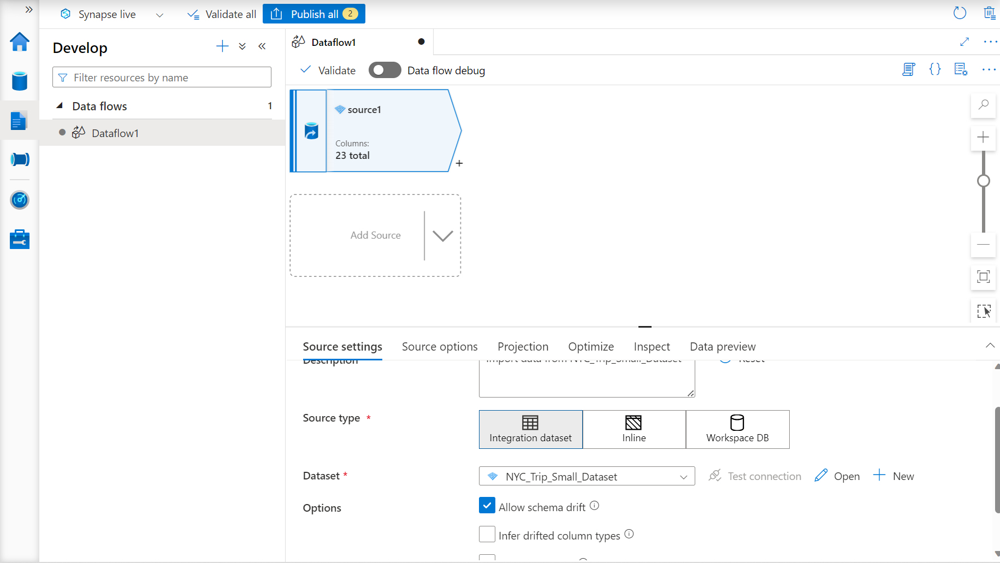 Synapse live
Validate all
Publish all 2
Develop
Filter resources by name
Data flows 1
Dataflow1
Dataflow1
Validate
Data flow debug
source1
Columns:
23 total
Add Source
Source settings
Source options
Projection
Optimize
Inspect
Data preview
Description
Import data from NYC_Trip_Small_Dataset
Reset
Source type *
Integration dataset
Inline
Workspace DB
Dataset *
NYC_Trip_Small_Dataset
Test connection
Open
New
Options
Allow schema drift
Infer drifted column types